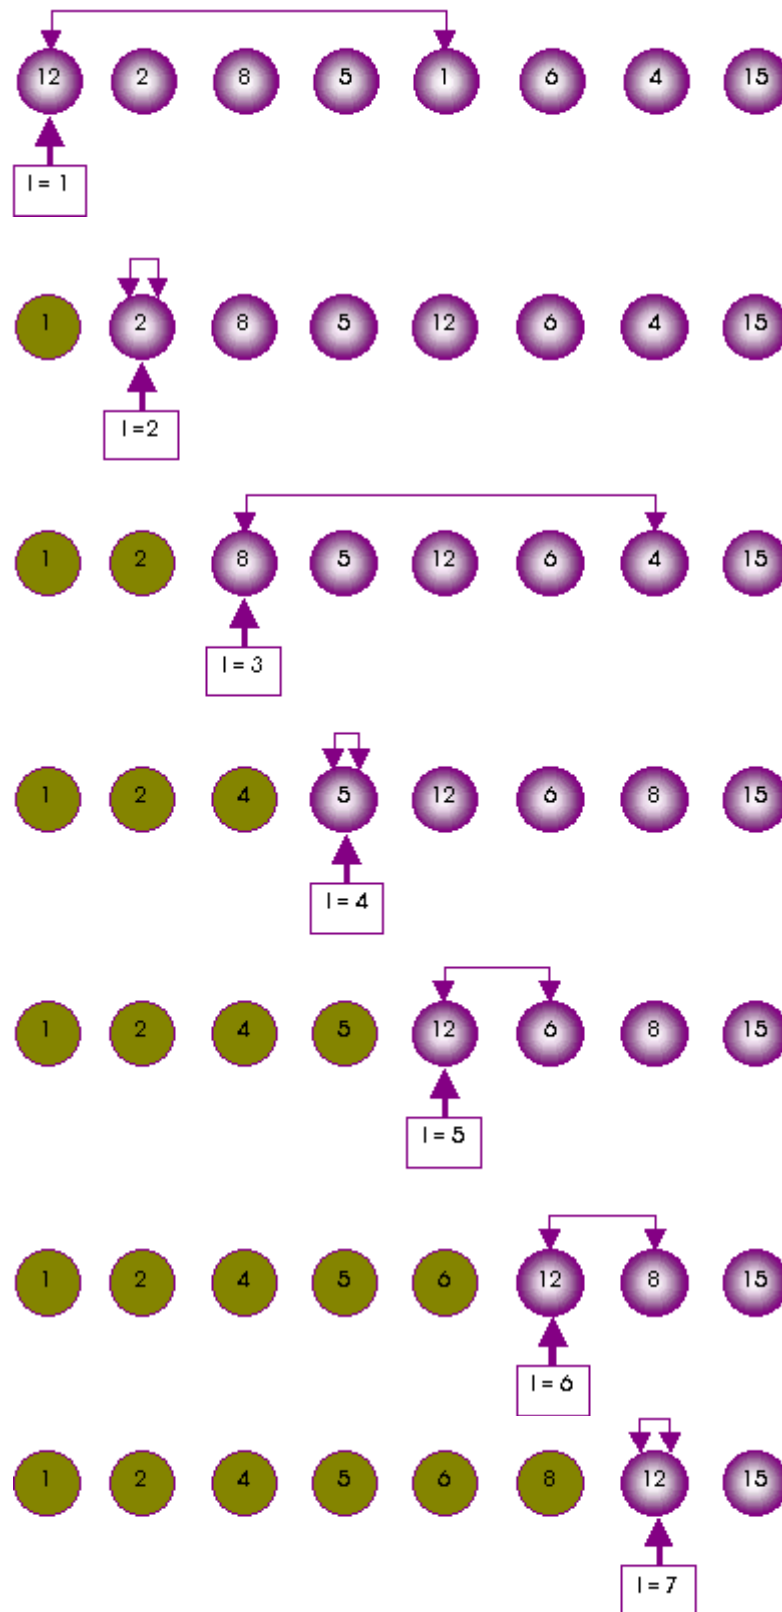 12 2 8 5 1 6 4 15
I = 1
1 2 8 5 12 6 4 15
I =2
1 2 8 5 12 6 4 15
I = 3
1 2 4 5 12 6 8 15
I = 4
1 2 4 5 12 6 8 15
I = 5
1 2 4 5 6 12 8 15
I = 6
1 2 4 5 6 8 12 15
I = 7